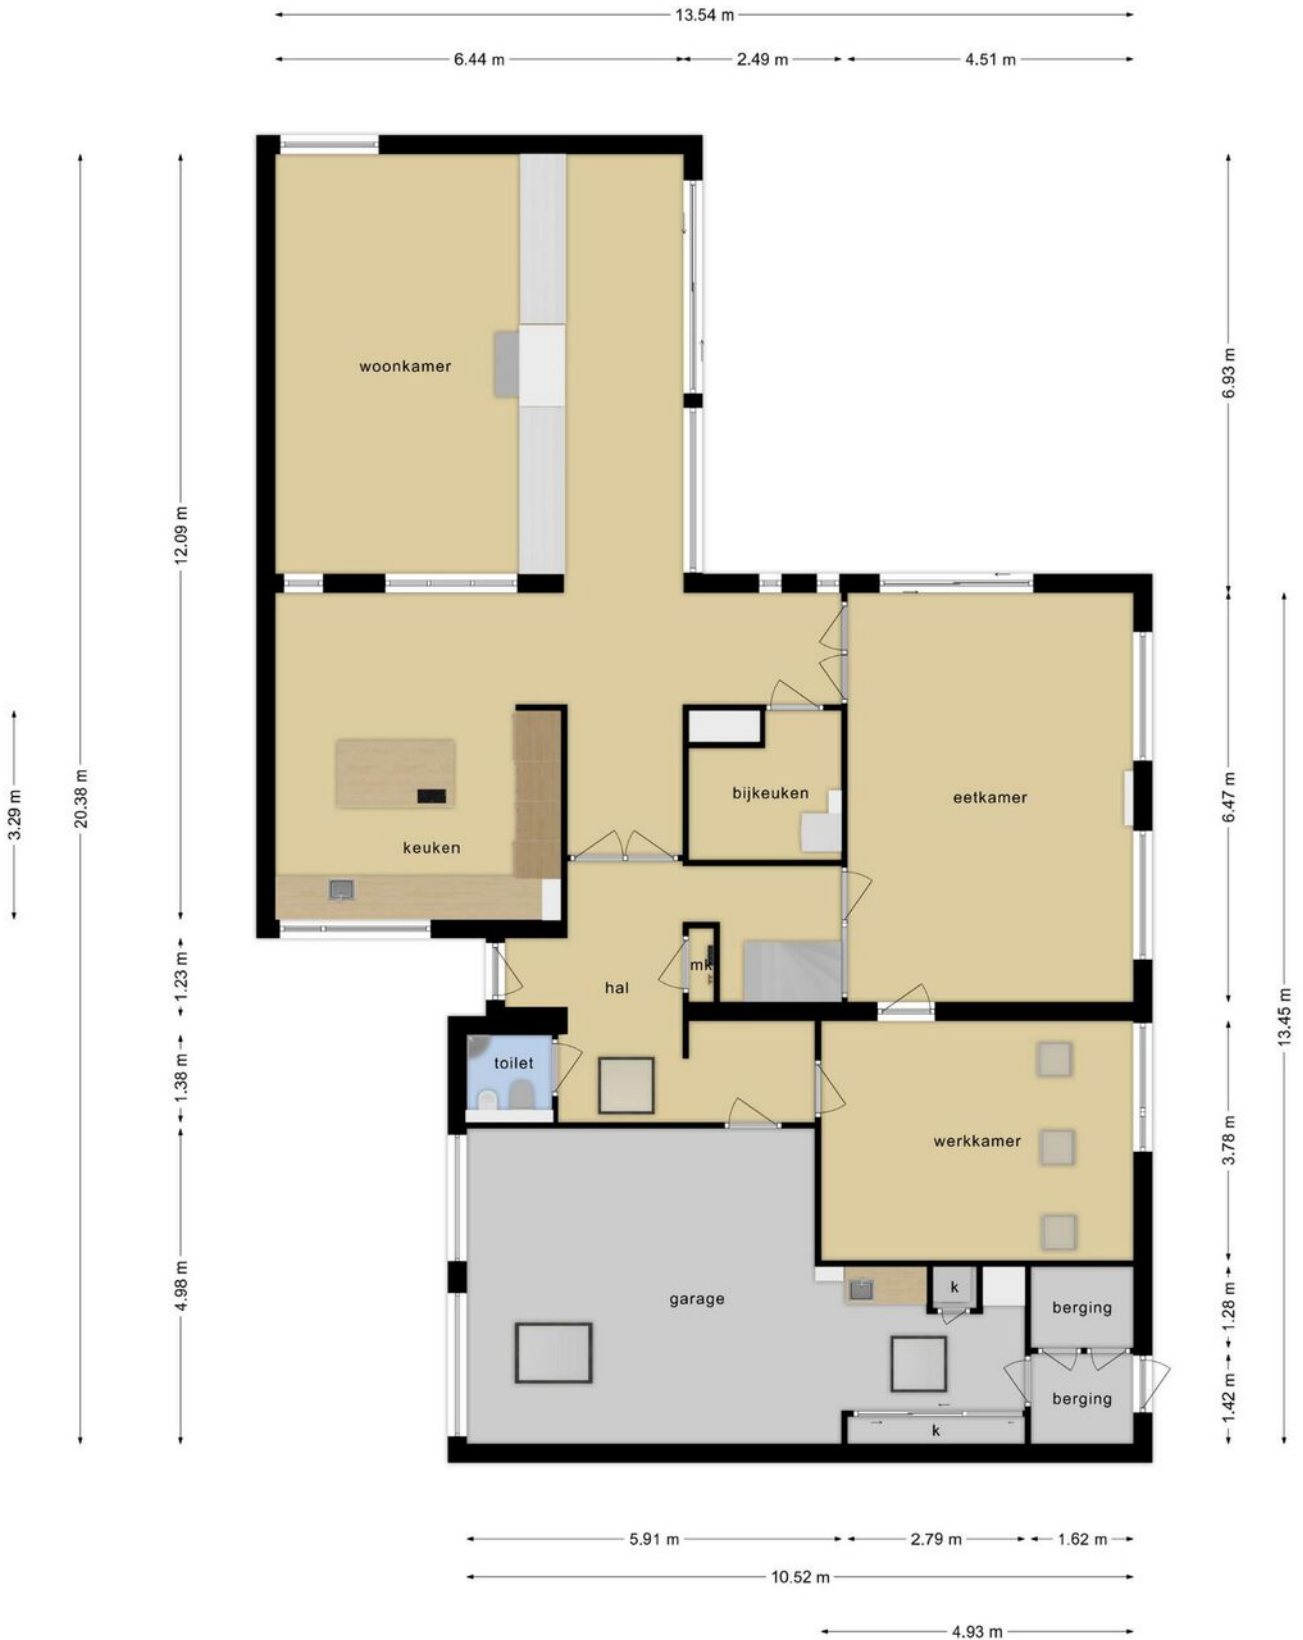 13.54 m
6.44 m 2.49 m 4.51 m
woonkamer
6.93 m
12.09 m
20.38 m
3.29 m
6.47 m
bijkeuken
eetkamer
keuken
mk
hal
1.23 m
13.45 m
toilet
1.38 m
werkkamer
3.78 m
4.98 m
garage
k
berging
1.28 m
berging
1.42 m
k
5.91 m 2.79 m 1.62 m
10.52 m
4.93 m